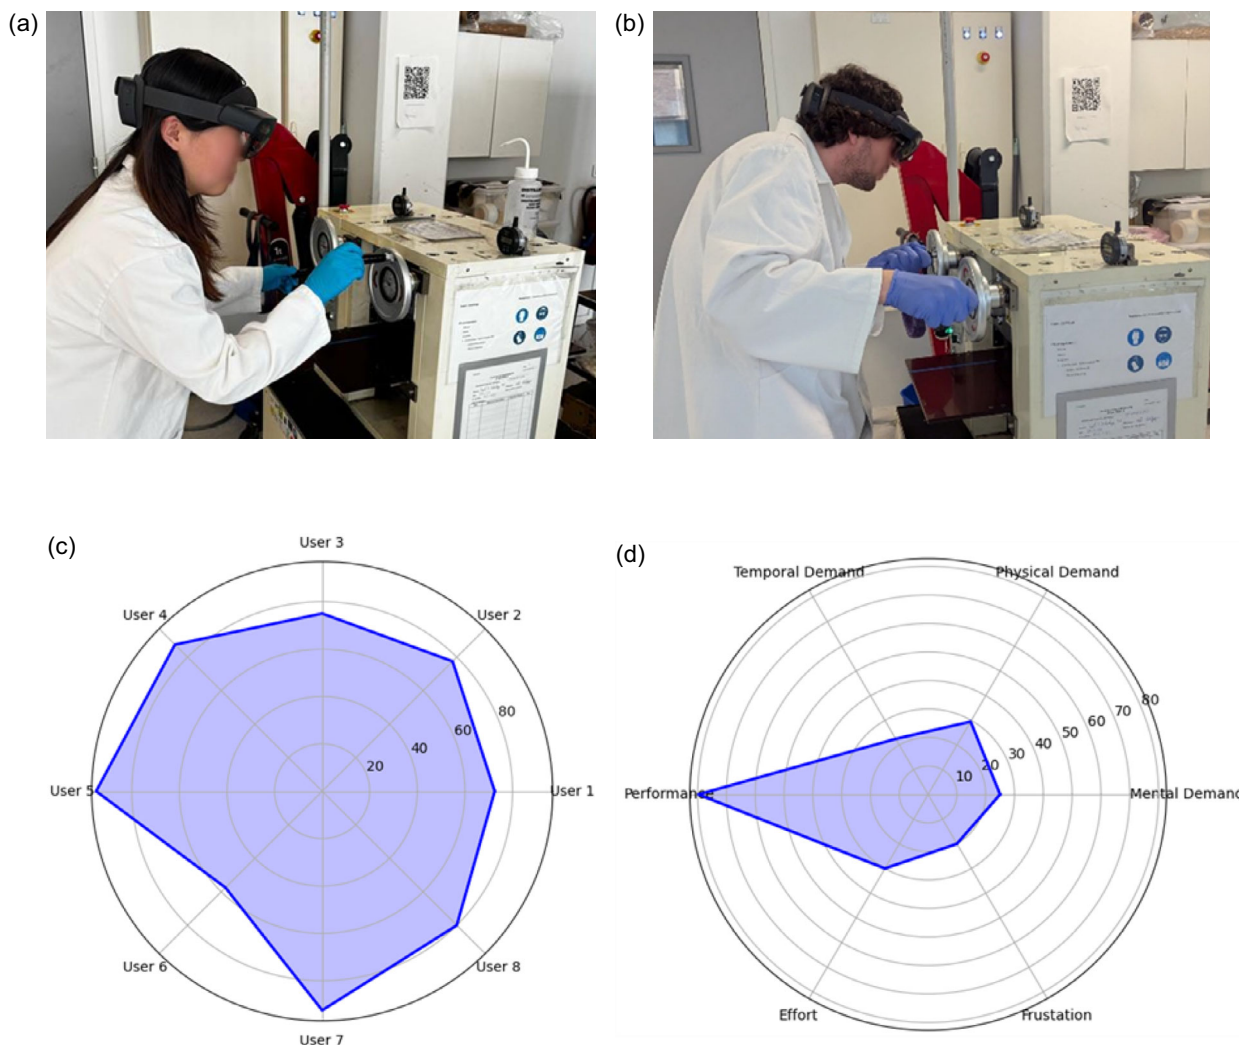 (a)
(b)
(c)
User 3
User 4
User 2
80
60
40
20
User 5
User 1
User 6
User 8
User 7
(d)
Temporal Demand
Physical Demand
80
70
60
50
40
30
20
10
Performance
Mental Demand
Effort
Frustation